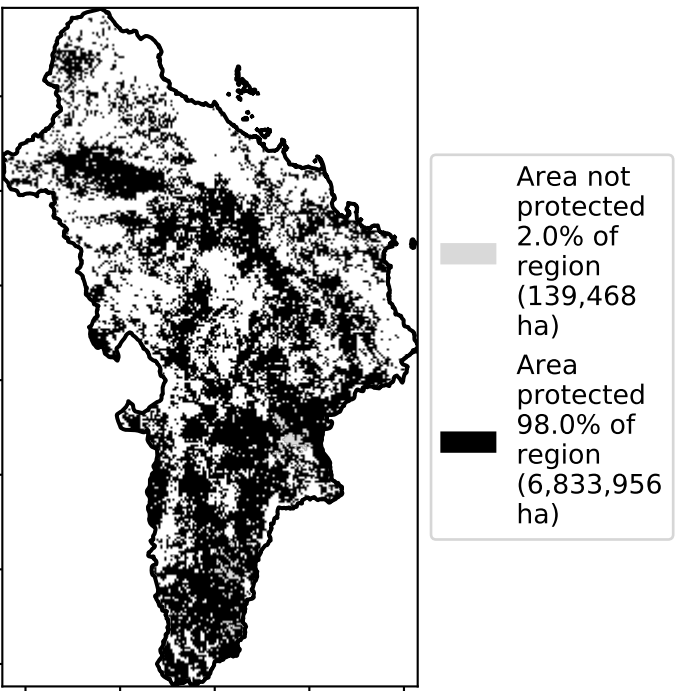 Area not
protected
2.0% of
region
(139,468
ha)
Area
protected
98.0% of
region
(6,833,956
ha)